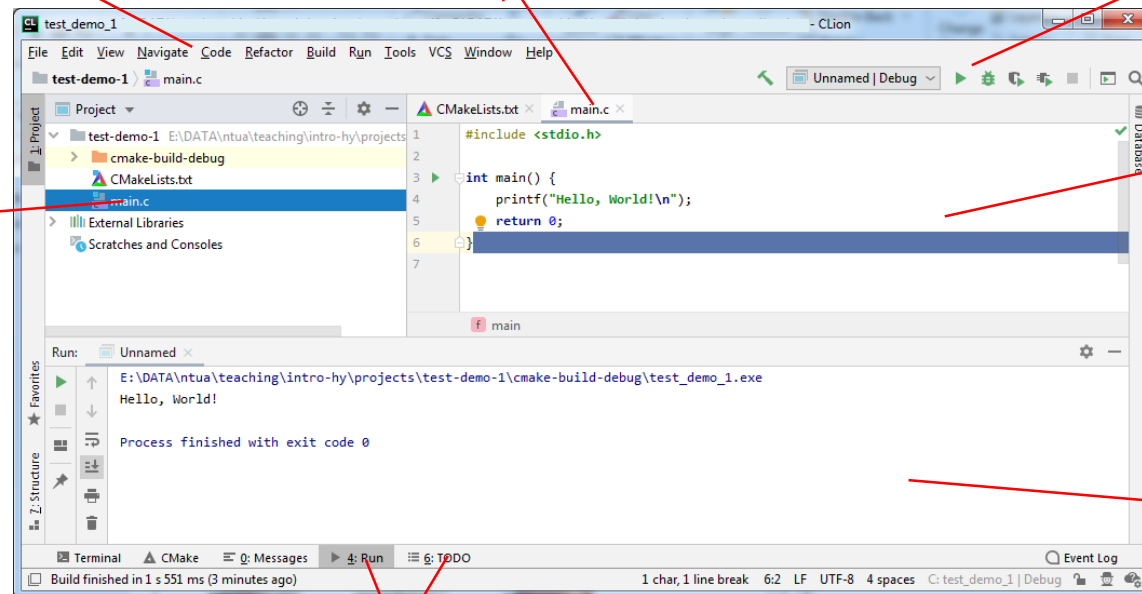 CL test_demo_1 - CLion
File Edit View Navigate Code Refactor Build Run Tools VCS Window Help
test-demo-1 main.c Unnamed | Debug
1: Project
Project
test-demo-1 E:\DATA\ntua\teaching\intro-hy\projects
cmake-build-debug
CMakeLists.txt
main.c
External Libraries
Scratches and Consoles
CMakeLists.txt main.c
1 #include <stdio.h>
2
3 int main() {
4 printf("Hello, World!\n");
5 return 0;
6 }
7
f main
Database
Run: Unnamed
E:\DATA\ntua\teaching\intro-hy\projects\test-demo-1\cmake-build-debug\test_demo_1.exe
Hello, World!
Process finished with exit code 0
Favorites
7: Structure
Terminal CMake 0: Messages 4: Run 6: TODO Event Log
Build finished in 1 s 551 ms (3 minutes ago) 1 char, 1 line break 6:2 LF UTF-8 4 spaces C: test_demo_1 | Debug